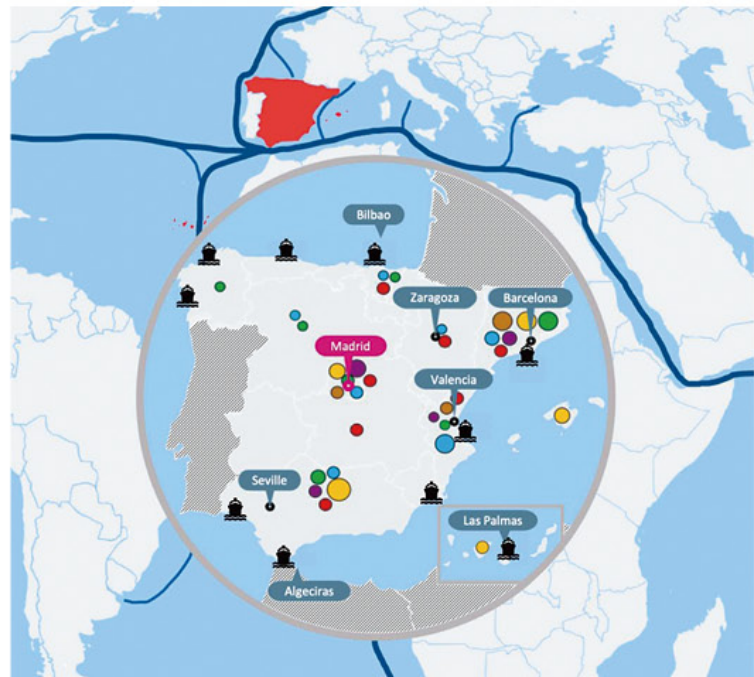 Bilbao
Zaragoza
Barcelona
Madrid
Valencia
Seville
Las Palmas
Algeciras